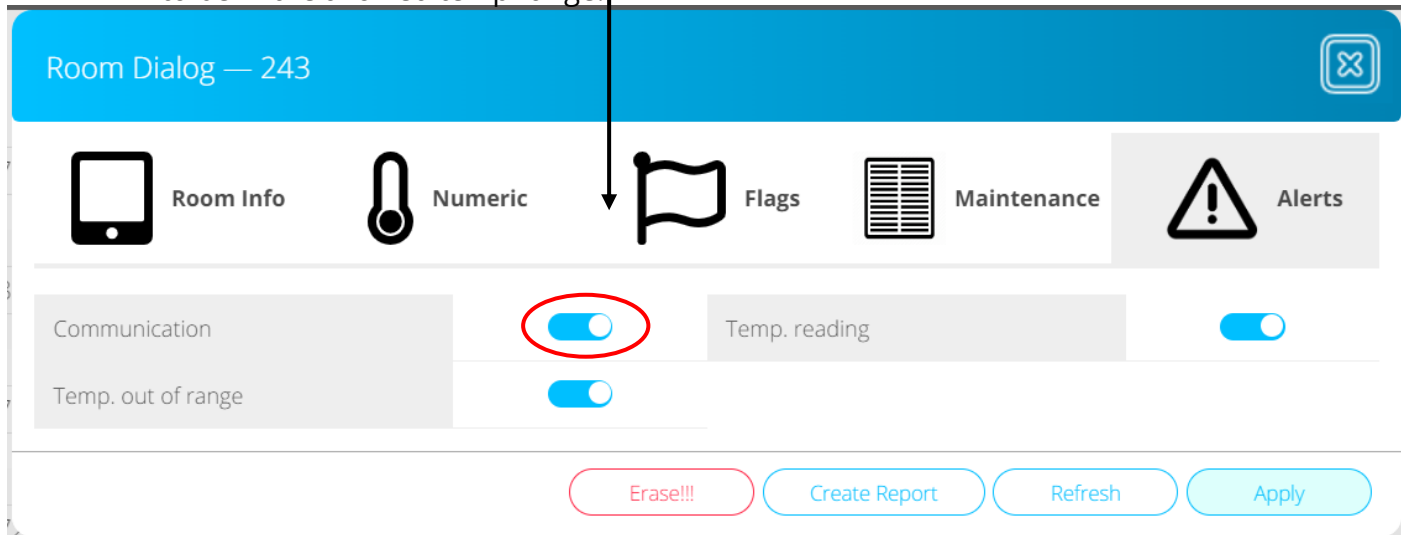 Room Dialog — 243
Room Info Numeric Flags Maintenance Alerts
Communication Temp. reading
Temp. out of range
Erase!!! Create Report Refresh Apply